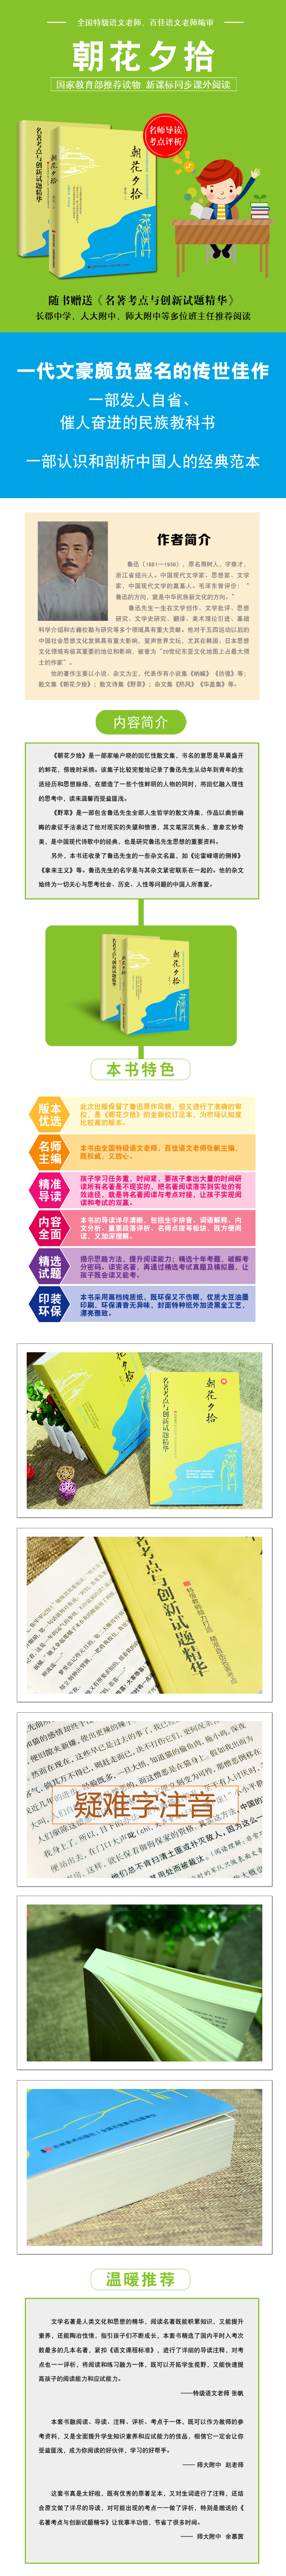 全国特级语文老师，百佳语文老师编审
朝花夕拾
国家教育部推荐读物 新课标同步课外阅读
名师导读
考点评析
名著考点与创新试题精华
朝花夕拾
随书赠送《名著考点与创新试题精华》
长郡中学、人大附中、师大附中等多位班主任推荐阅读
一代文豪颇负盛名的传世佳作
一部发人自省、
催人奋进的民族教科书
一部认识和剖析中国人的经典范本
作者简介
鲁迅（1881—1936），原名周树人，字豫才，
浙江省绍兴人。中国现代文学家、思想家、文学
家，中国现代文学的奠基人。毛泽东曾评价：“
鲁迅的方向，就是中华民族新文化的方向。”
鲁迅先生一生在文学创作、文学批评、思想
研究、文学史研究、翻译、美术理论引进、基础
科学介绍和古籍校勘与研究等多个领域具有重大贡献。他对于五四运动以后的
中国社会思想文化发展具有重大影响，蜚声世界文坛，尤其在韩国、日本思想
文化领域有极其重要的地位和影响，被誉为“20世纪东亚文化地图上占最大领
土的作家”。
他的著作主要以小说、杂文为主，代表作有小说集《呐喊》《彷徨》等；
散文集《朝花夕拾》；散文诗集《野草》；杂文集《热风》《华盖集》等。
内容简介
《朝花夕拾》是一部家喻户晓的回忆性散文集，书名的意思是早晨盛开
的鲜花，傍晚时采摘。该集子比较完整地记录了鲁迅先生从幼年到青年的生
活经历和思想脉络，在塑造了一些个性鲜明的人物的同时，将回忆融入理性
的思考中，读来温馨而受益匪浅。
《野草》是一部包含鲁迅先生全部人生哲学的散文诗集，作品以曲折幽
晦的象征手法表达了他对现实的失望和愤懑，其文笔深沉隽永，意象玄妙奇
美，是中国现代诗歌中的经典，也是研究鲁迅先生思想的重要资料。
另外，本书还收录了鲁迅先生的一些杂文名篇，如《论雷峰塔的倒掉》
《拿来主义》等。鲁迅先生的名字是与其杂文紧密联系在一起的。他的杂文
始终为一切关心与思考社会、历史、人性等问题的中国人所喜爱。
名著考点与创新试题精华
朝花夕拾
本书特色
版本
优选
此次出版保留了鲁迅原作风貌，但又进行了准确的审
校，是《朝花夕拾》的全新校订足本，为市场认知度
比较高的版本。
名师
主编
本书由全国特级语文老师，百佳语文老师张帆主编，
既权威，又放心。
精准
导读
孩子学习任务重，时间紧，要孩子拿出大量的时间研
读所有名著是不现实的，把名著阅读落实到实处的有
效途径，就是将名著阅读与考点对接，让孩子实现阅
读和考试的双赢。
内容
全面
本书的导读详尽清晰，包括生字拼音、词语解释、内
文分析、重要段落评析、名师点拨等板块，既方便阅
读，又加深理解。
精选
试题
揭示思路方法，提升阅读能力；精选十年考题，破解考
分密码。读完名著，再通过精选考试真题及模拟题，让
孩子既会读又能考。
印装
环保
本书采用高档纯质纸，既环保又不伤眼，优质大豆油墨
印刷，环保清香无异味，封面特种纸外加烫黑金工艺，
漂亮雅致。
朝花夕拾
名著考点与创新试题精华
名著考点与创新试题精华
疑难字注音
温暖推荐
文学名著是人类文化和思想的精华，阅读名著既能积累知识，又能提升
素养，还能陶冶性情，指引孩子们不断成长，本套书精选了国内平时入考次
数最多的几本名著，紧扣《语文课程标准》，进行了详细的导读注释，对考
点也一一评析，将阅读和练习融为一体，既可以开拓学生视野，又能快速提
高孩子的阅读能力和应试能力。
——特级语文老师 张帆
本套书融阅读、导读、注释、评析、考点于一体，既可以作为教师的参
考资料，又是全面提升学生知识素养和应试能力的佳品，相信它一定会让你
受益匪浅，成为你阅读的好伙伴，学习的好帮手。
—— 师大附中 赵老师
这套书真是太好啦，既有优秀的原著足本，又对生词进行了注释，还结
合原文做了详尽的导读，对可能出现的考点一一做了评析，特别是赠送的《
名著考点与创新试题精华》让我事半功倍，节省了很多时间。
—— 师大附中 余慕茜